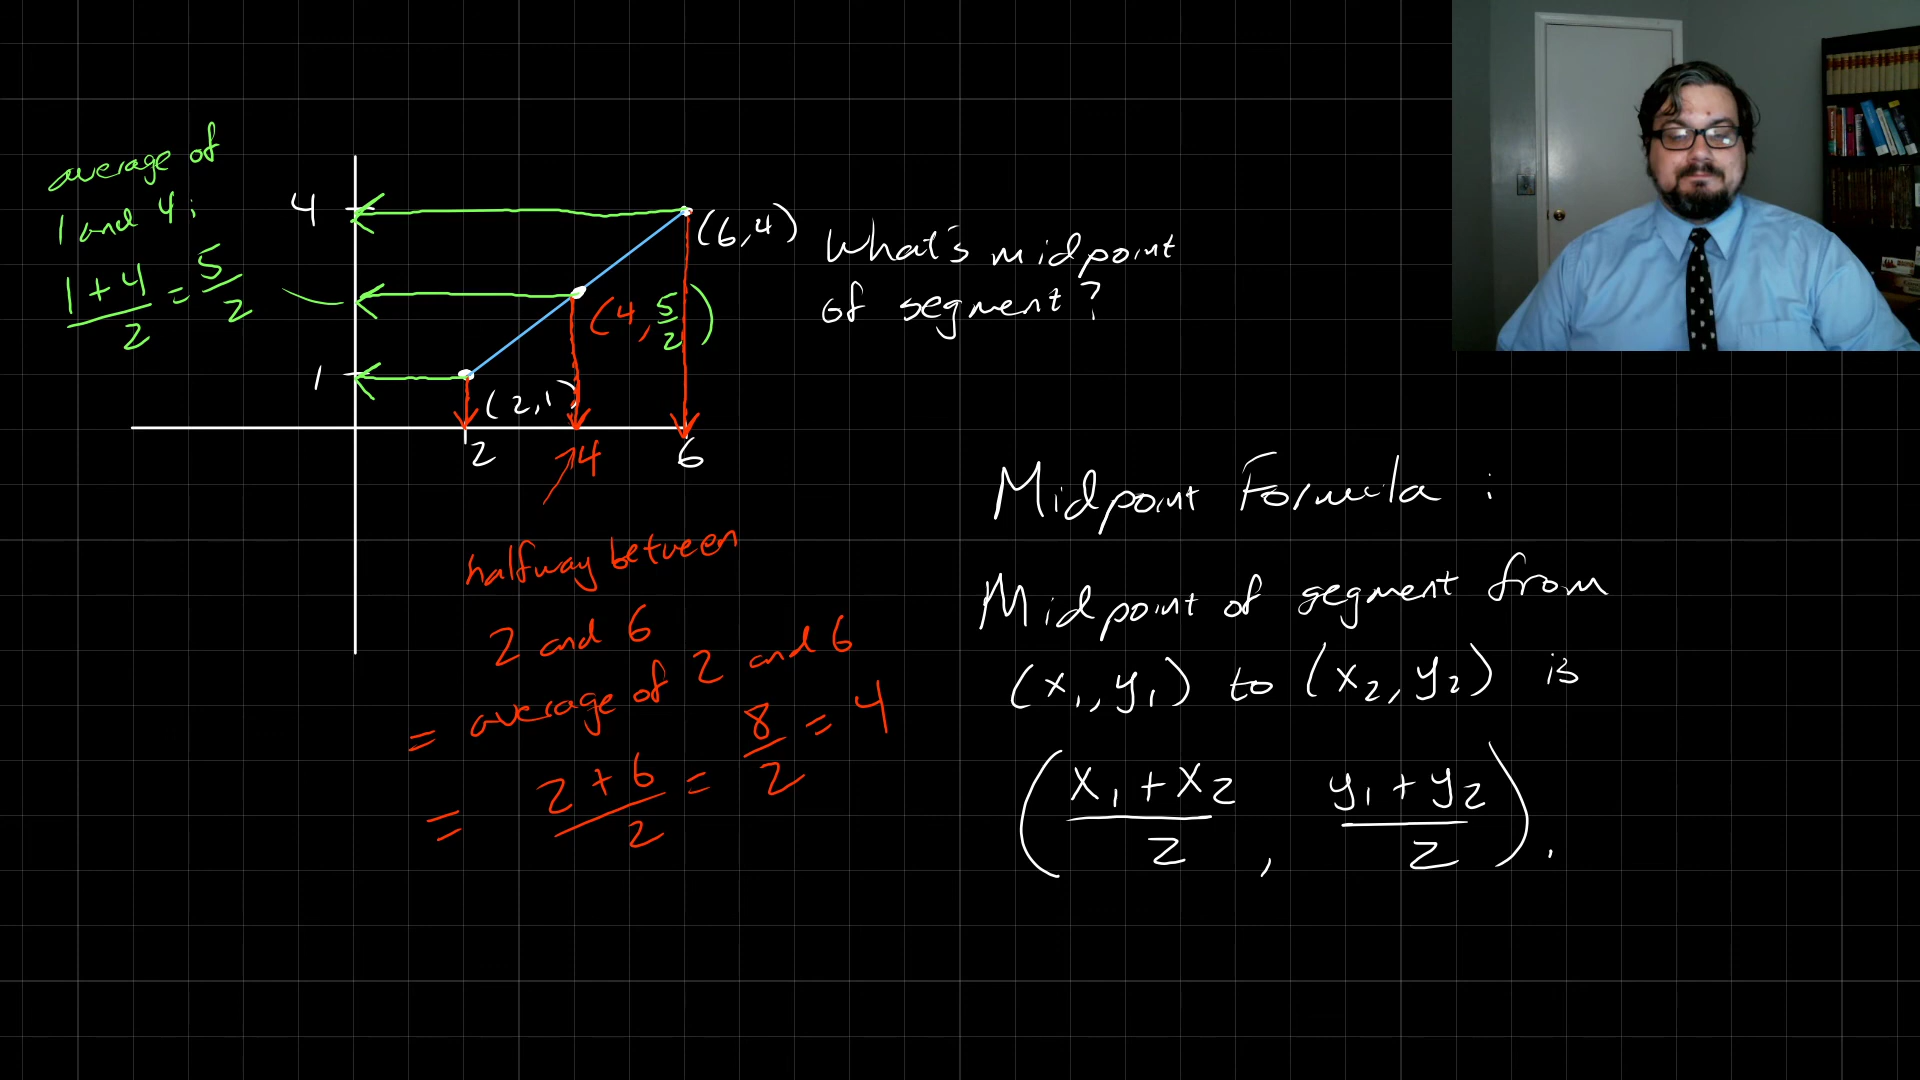 average of
1 and 4:
1+4/2 = 5/2
4
1
(6,4)
(4, 5/2)
(2,1)
2
4
6
What's midpoint
of segment?
halfway between
2 and 6
= average of 2 and 6
= 2+6/2 = 8/2 = 4
Midpoint Formula:
Midpoint of segment from
(x₁, y₁) to (x₂, y₂) is
(x₁+x₂/2, y₁+y₂/2).